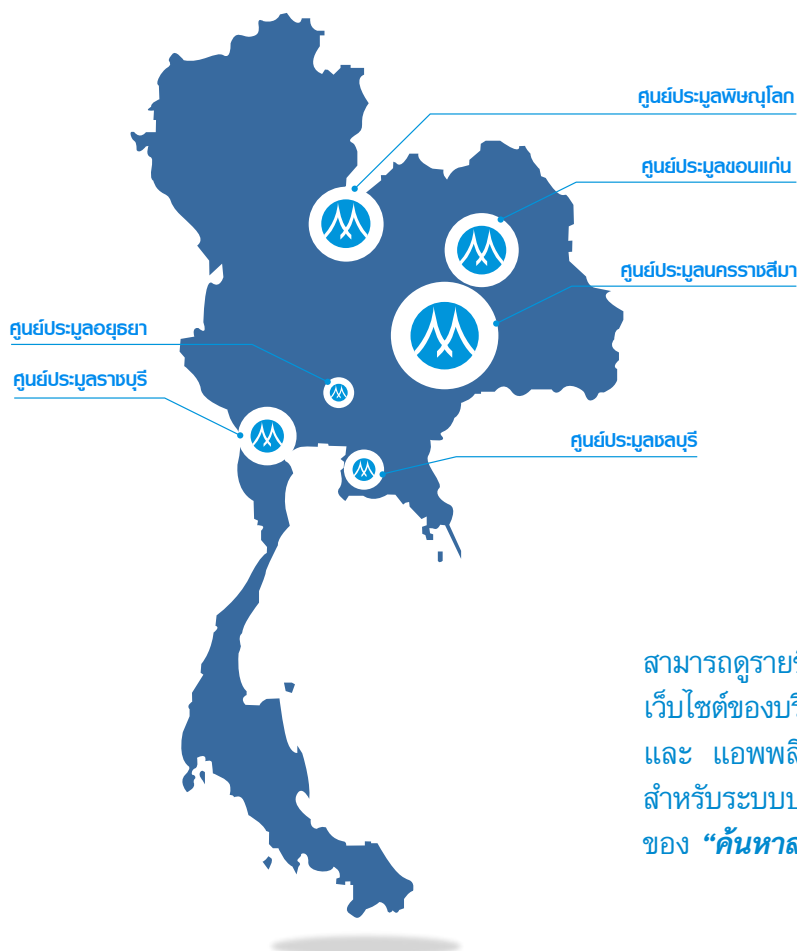 ศูนย์ประมูลพิษณุโลก
ศูนย์ประมูลขอนแก่น
ศูนย์ประมูลนครราชสีมา
ศูนย์ประมูลอยุธยา
ศูนย์ประมูลราชบุรี
ศูนย์ประมูลชลบุรี
สามารถดูราย
เว็บไซต์ของ
และ
สำหรับระบบ
ของ